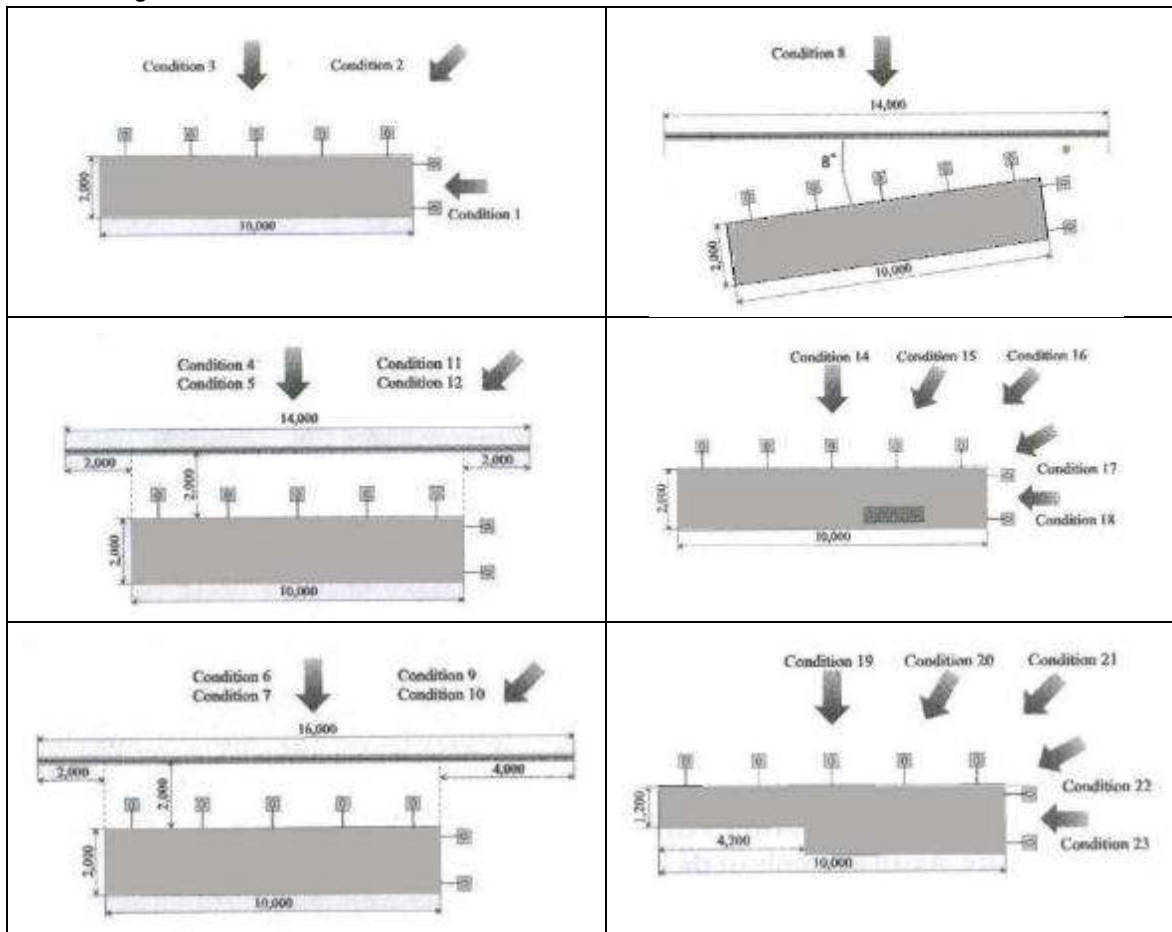 Condition 3
Condition 2
2,000
Condition 1
10,000
Condition 8
14,000
8°
2,000
10,000
Condition 4
Condition 5
Condition 11
Condition 12
14,000
2,000
2,000
2,000
2,000
10,000
Condition 14
Condition 15
Condition 16
Condition 17
2,000
Condition 18
10,000
Condition 6
Condition 7
Condition 9
Condition 10
16,000
2,000
4,000
2,000
2,000
10,000
Condition 19
Condition 20
Condition 21
Condition 22
1,200
4,200
Condition 23
10,000